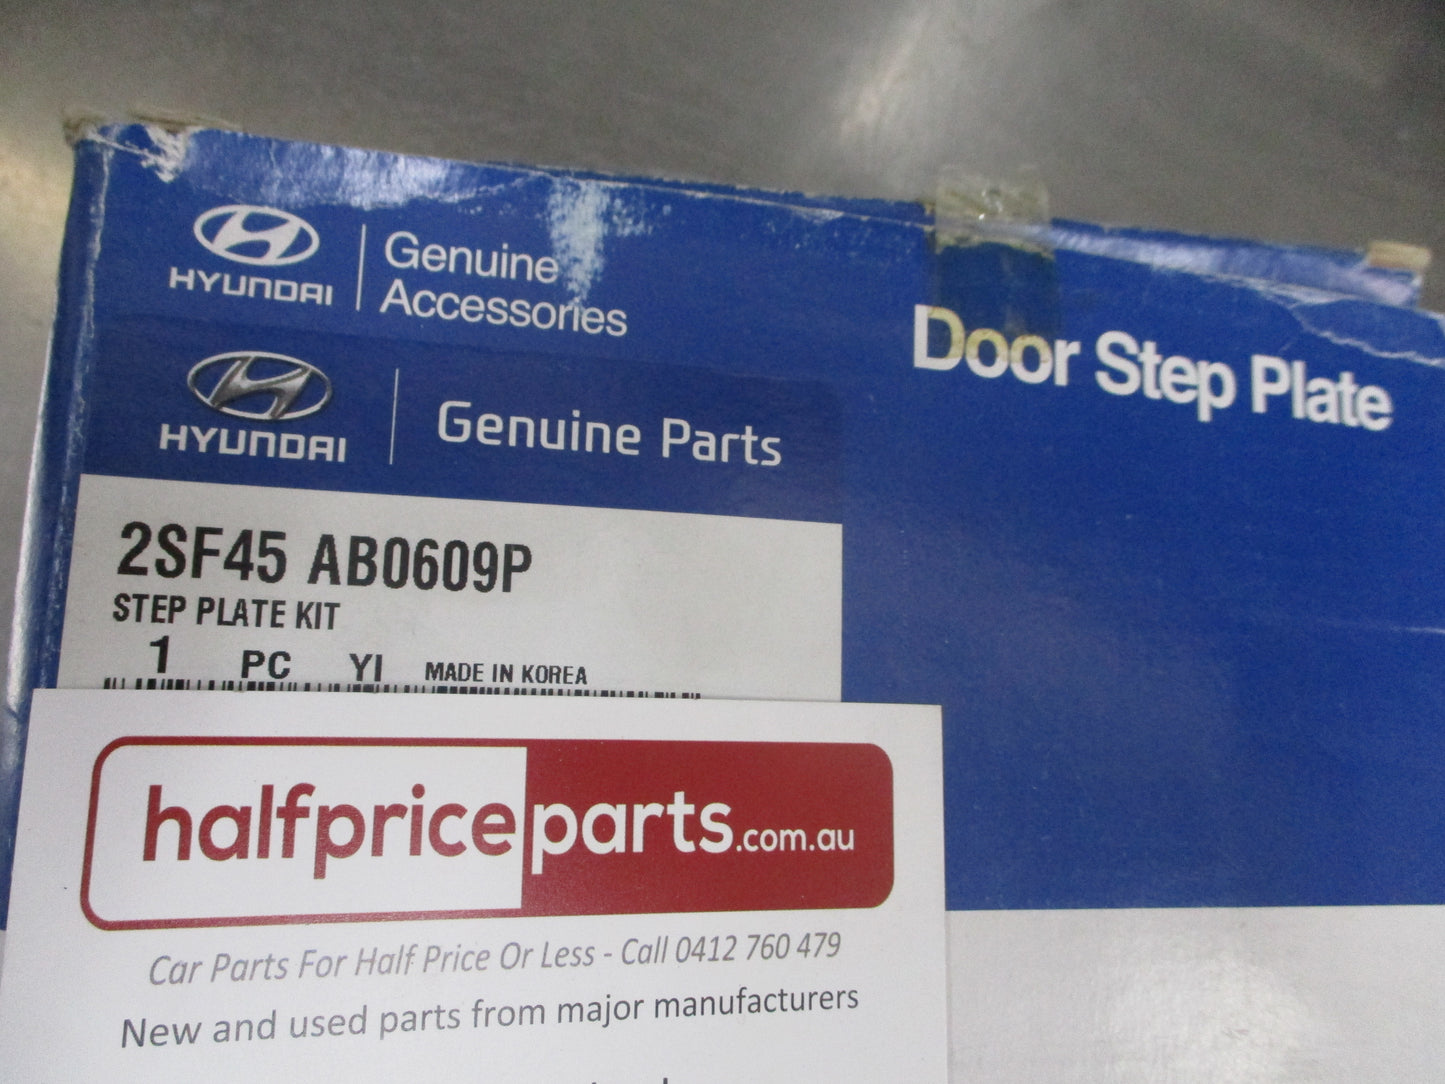 HYUNDAI
Genuine
Accessories
Door Step Plate
HYUNDAI
Genuine Parts
2SF45 AB0609P
STEP PLATE KIT
1 PC YI MADE IN KOREA
halfpriceparts.com.au
Car Parts For Half Price Or Less - Call 0412 760 479
New and used parts from major manufacturers